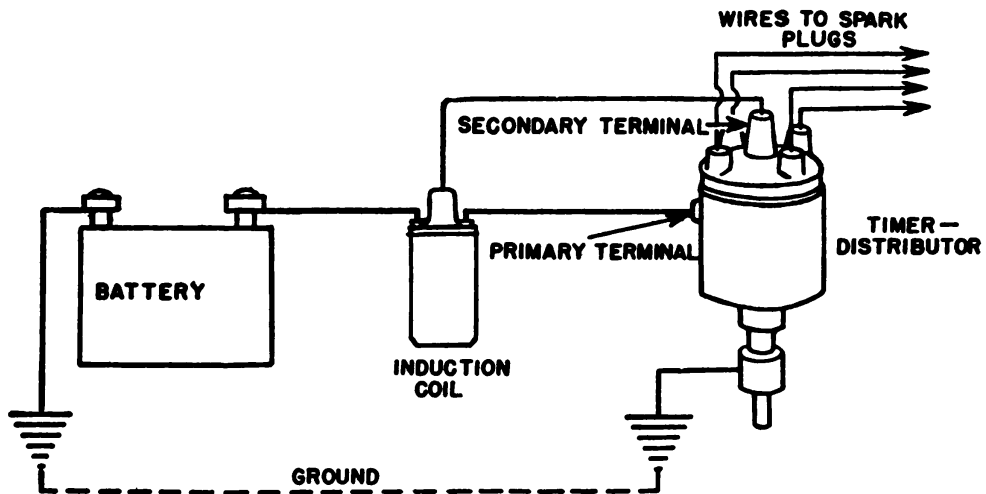 WIRES TO SPARK
PLUGS
SECONDARY TERMINAL
PRIMARY TERMINAL
TIMER—
DISTRIBUTOR
BATTERY
INDUCTION
COIL
GROUND